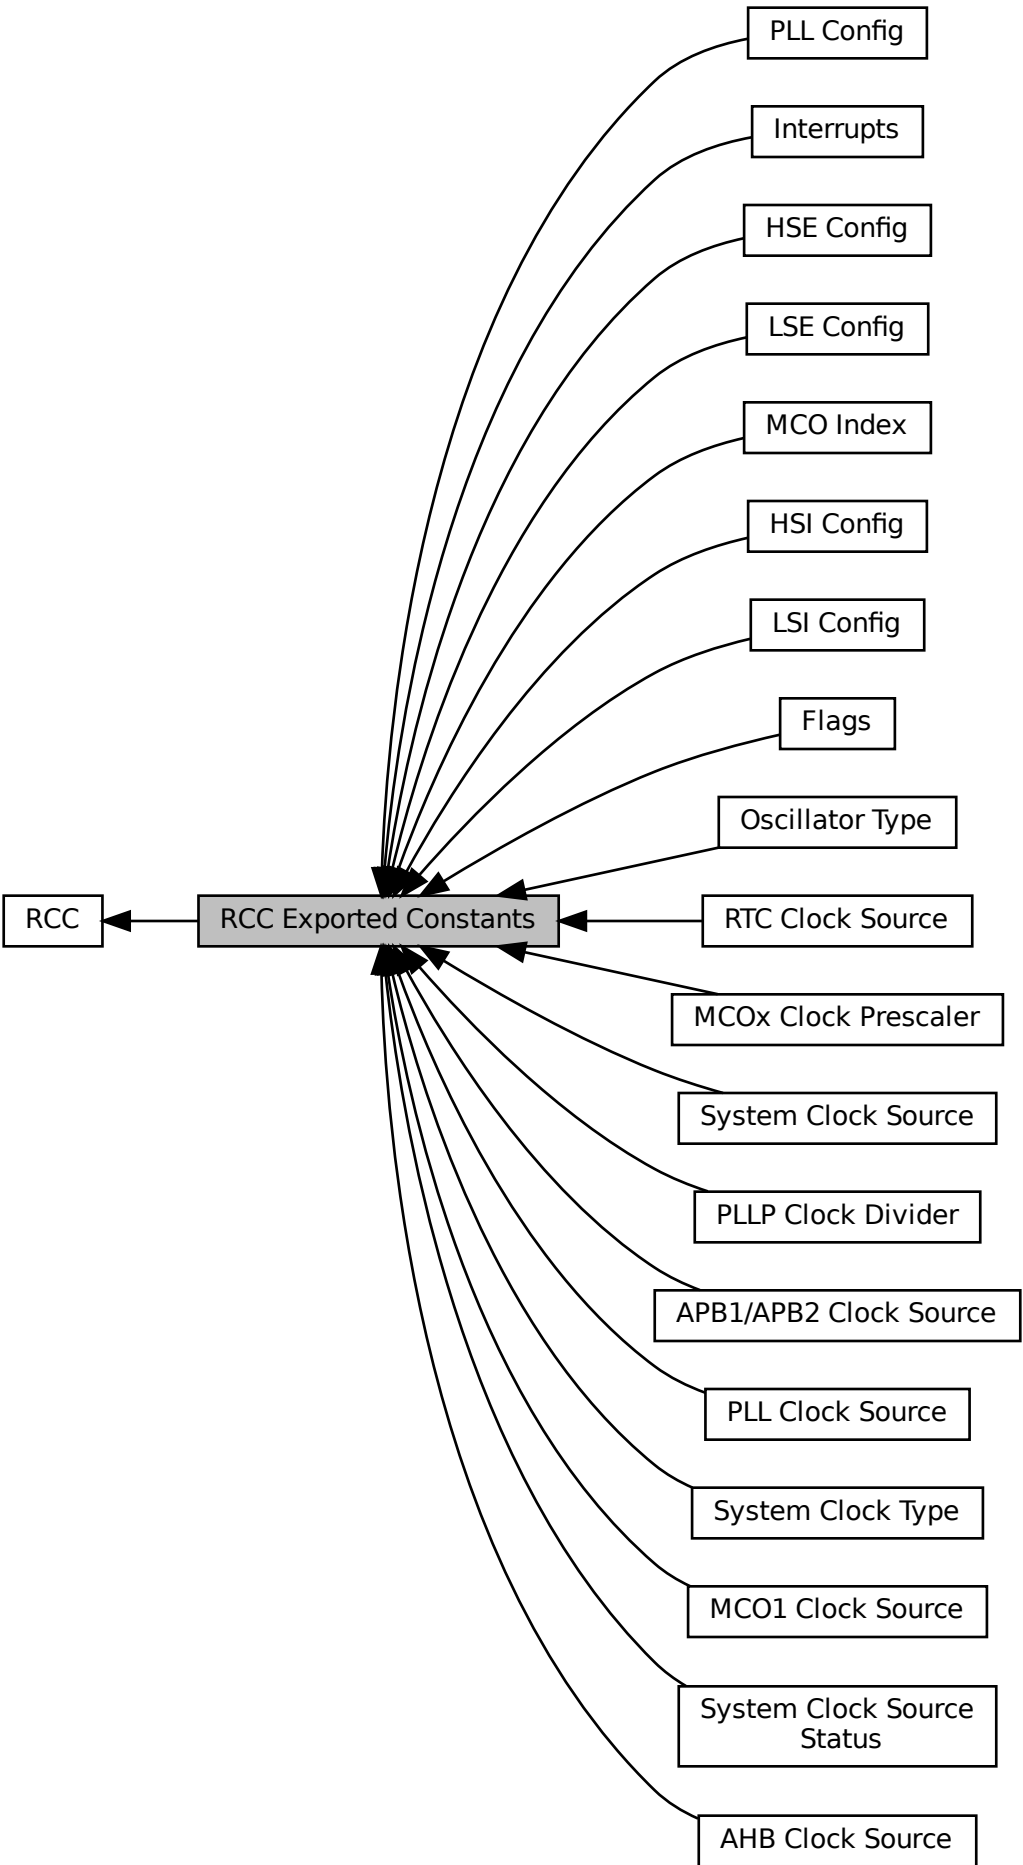 PLL Config
Interrupts
HSE Config
LSE Config
MCO Index
HSI Config
LSI Config
Flags
Oscillator Type
RCC
RCC Exported Constants
RTC Clock Source
MCOx Clock Prescaler
System Clock Source
PLLP Clock Divider
APB1/APB2 Clock Source
PLL Clock Source
System Clock Type
MCO1 Clock Source
System Clock Source
Status
AHB Clock Source